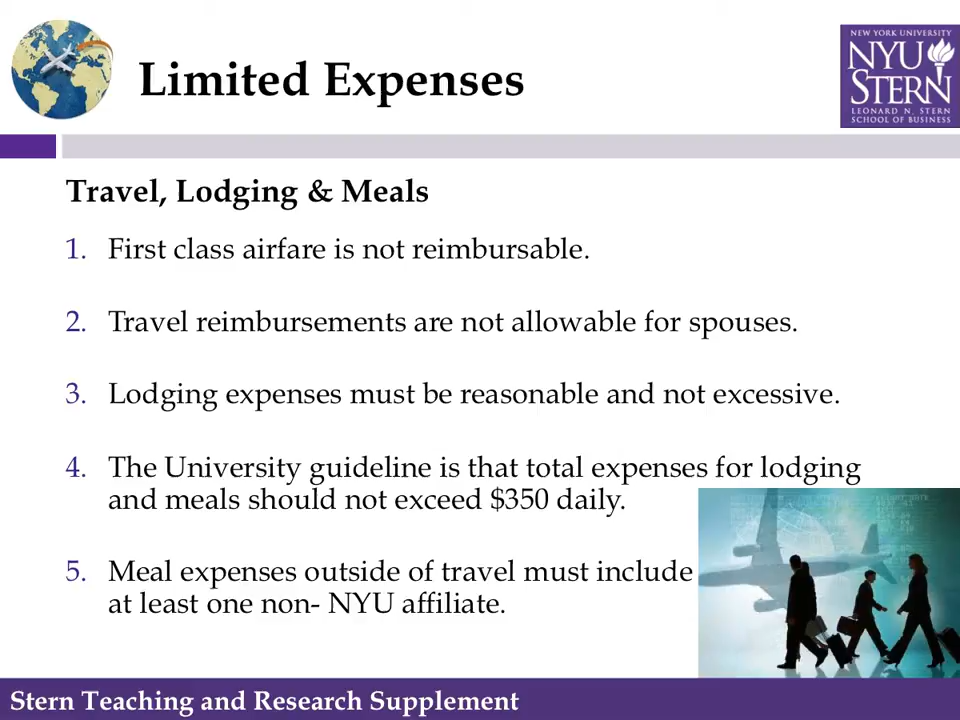 Limited Expenses
NEW YORK UNIVERSITY
NYU
STERN
LEONARD N. STERN
SCHOOL OF BUSINESS
Travel, Lodging & Meals
1. First class airfare is not reimbursable.
2. Travel reimbursements are not allowable for spouses.
3. Lodging expenses must be reasonable and not excessive.
4. The University guideline is that total expenses for lodging
and meals should not exceed $350 daily.
5. Meal expenses outside of travel must include
at least one non- NYU affiliate.
Stern Teaching and Research Supplement